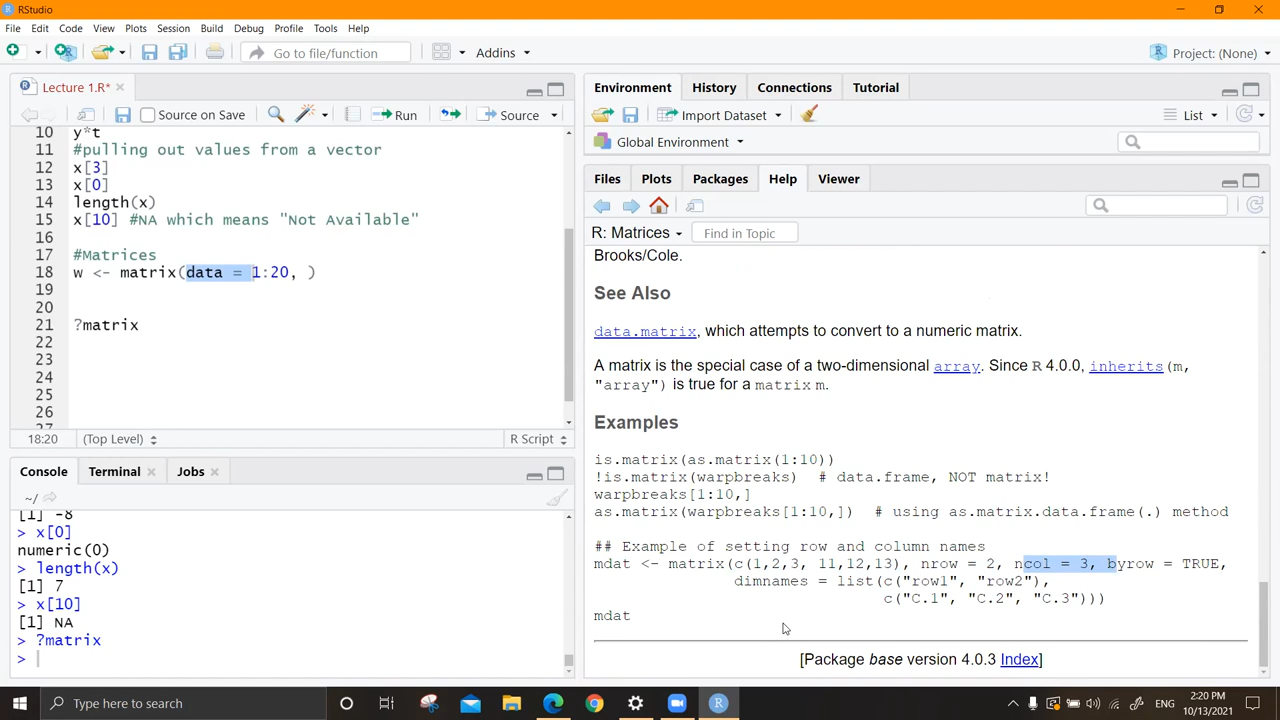 RStudio
File Edit Code View Plots Session Build Debug Profile Tools Help
Go to file/function
Addins
Project: (None)
Lecture 1.R*
Source on Save
Run
Source
10 y*t
11 #pulling out values from a vector
12 x[3]
13 x[0]
14 length(x)
15 x[10] #NA which means "Not Available"
16
17 #Matrices
18 w <- matrix(data = 1:20, )
19
20
21 ?matrix
22
23
24
25
26
27
18:20 (Top Level) R Script
Console Terminal Jobs
~/
[1] -8
> x[0]
numeric(0)
> length(x)
[1] 7
> x[10]
[1] NA
> ?matrix
>
Environment History Connections Tutorial
Import Dataset
List
Global Environment
Files Plots Packages Help Viewer
R: Matrices
Find in Topic
Brooks/Cole.
See Also
data.matrix, which attempts to convert to a numeric matrix.
A matrix is the special case of a two-dimensional array. Since R 4.0.0, inherits(m,
"array") is true for a matrix m.
Examples
is.matrix(as.matrix(1:10))
!is.matrix(warpbreaks)  # data.frame, NOT matrix!
warpbreaks[1:10,]
as.matrix(warpbreaks[1:10,])  # using as.matrix.data.frame(.) method
## Example of setting row and column names
mdat <- matrix(c(1,2,3, 11,12,13), nrow = 2, ncol = 3, byrow = TRUE,
dimnames = list(c("row1", "row2"),
c("C.1", "C.2", "C.3")))
mdat
[Package base version 4.0.3 Index]
Type here to search
ENG
2:20 PM
10/13/2021